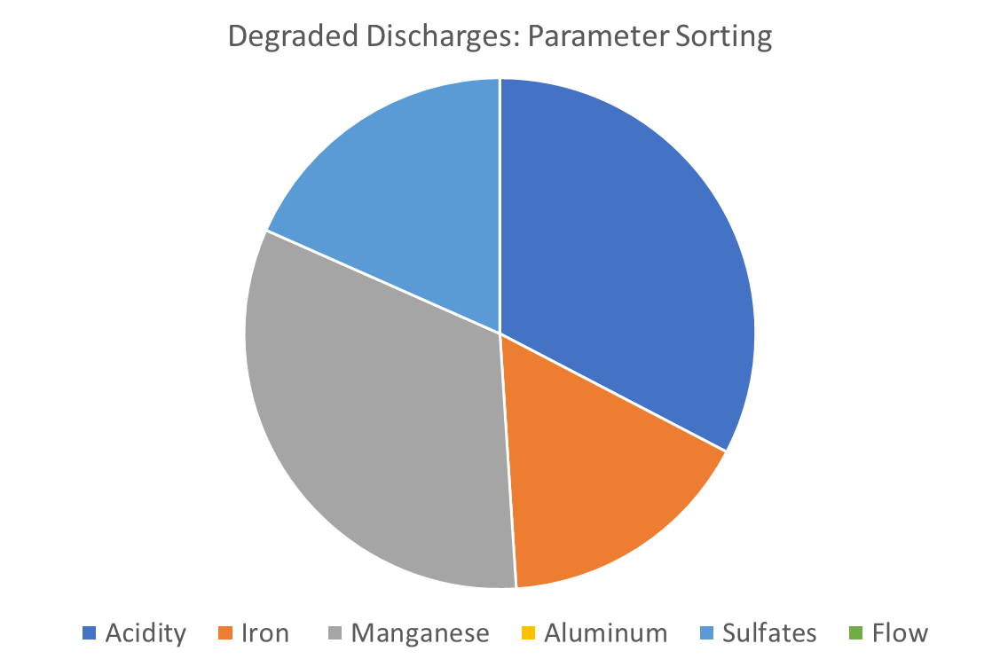 Degraded Discharges: Parameter Sorting
Acidity Iron Manganese Aluminum Sulfates Flow